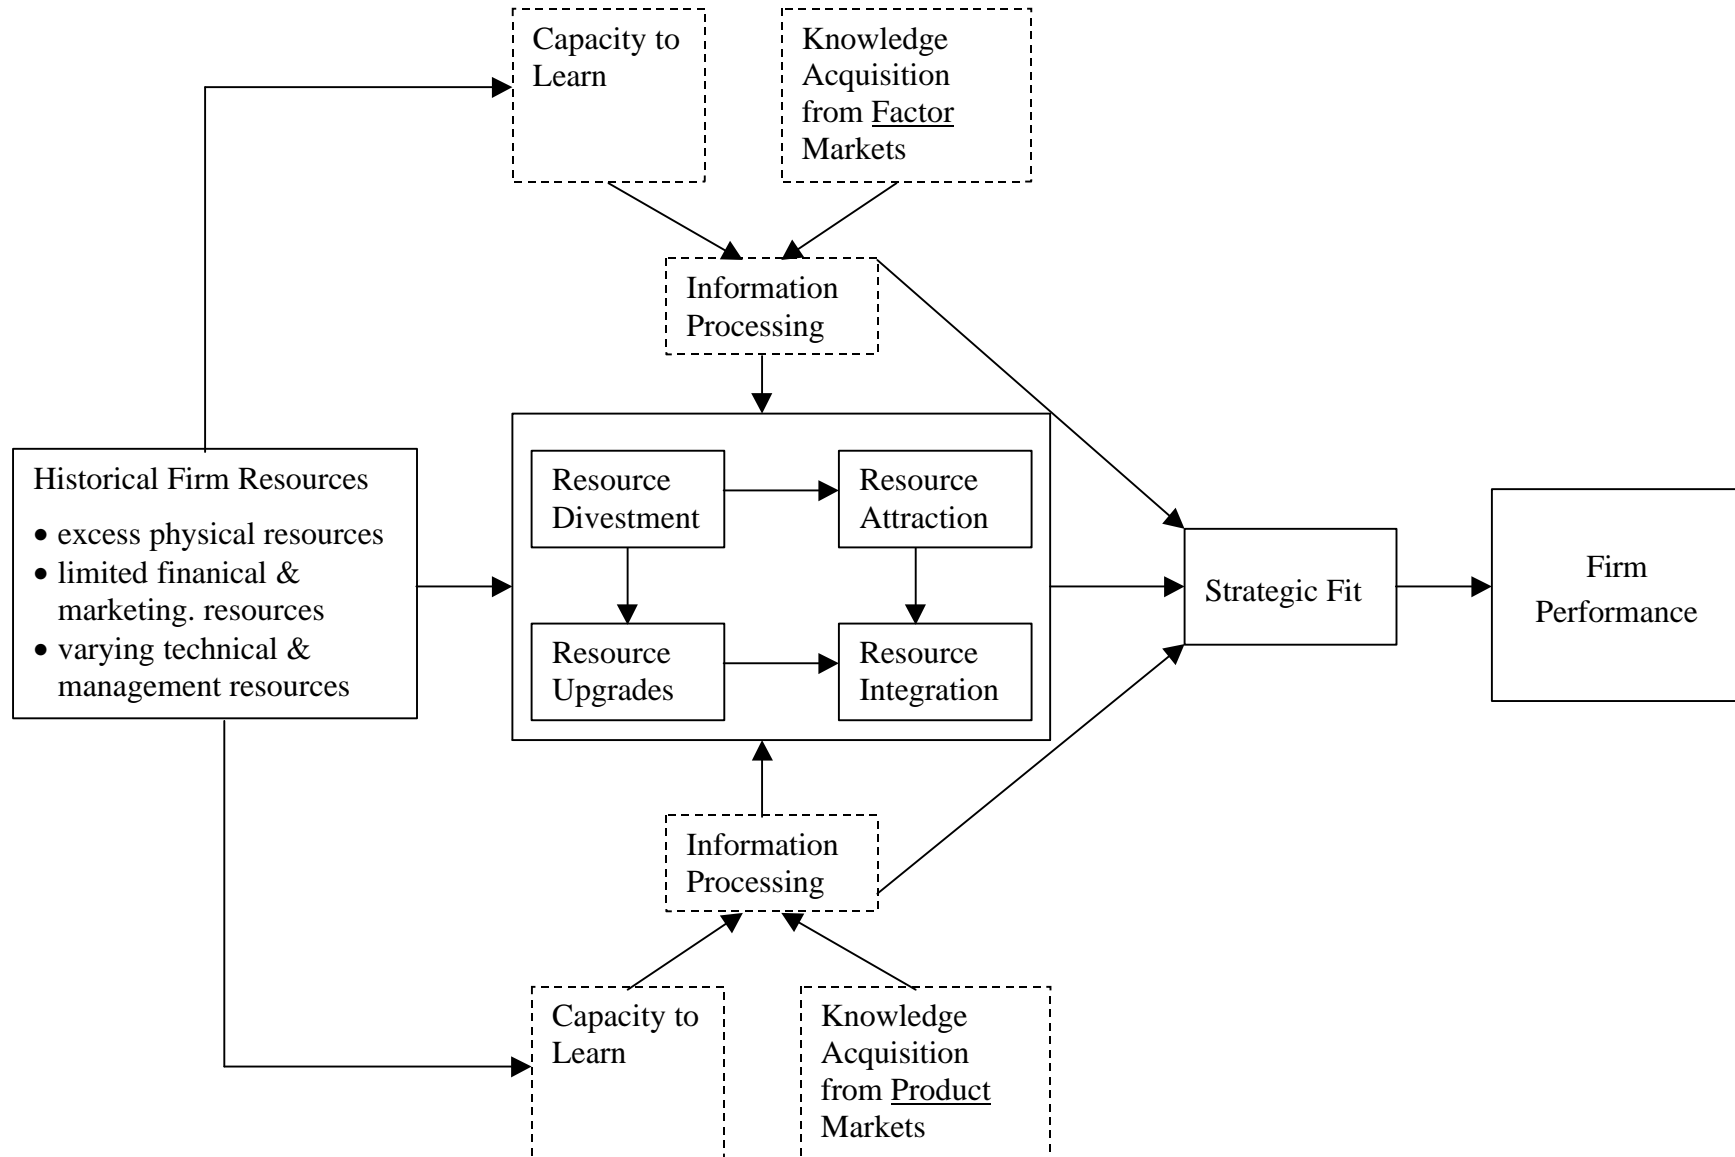 Capacity to
Learn
Knowledge
Acquisition
from Factor
Markets
Information
Processing
Historical Firm Resources
• excess physical resources
• limited finanical &
marketing. resources
• varying technical &
management resources
Resource
Divestment
Resource
Attraction
Resource
Upgrades
Resource
Integration
Strategic Fit
Firm
Performance
Information
Processing
Capacity to
Learn
Knowledge
Acquisition
from Product
Markets